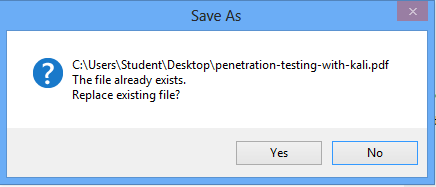 Save As
C:\Users\Student\Desktop\penetration-testing-with-kali.pdf
The file already exists.
Replace existing file?
Yes
No